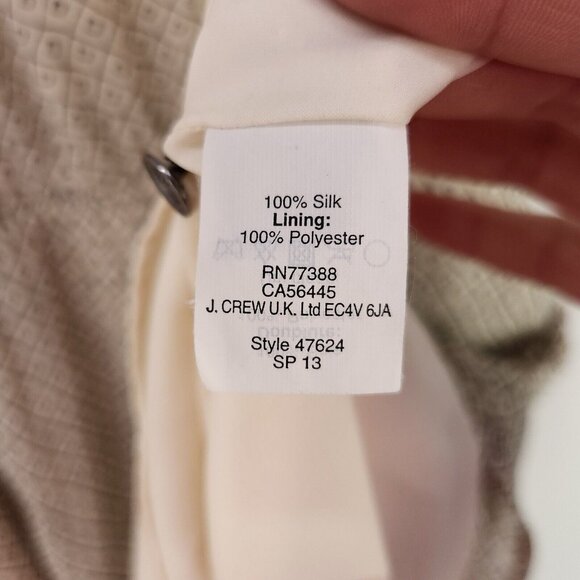 100% Silk
Lining:
100% Polyester
RN77388
CA56445
J. CREW U.K. Ltd EC4V 6JA
Style 47624
SP 13